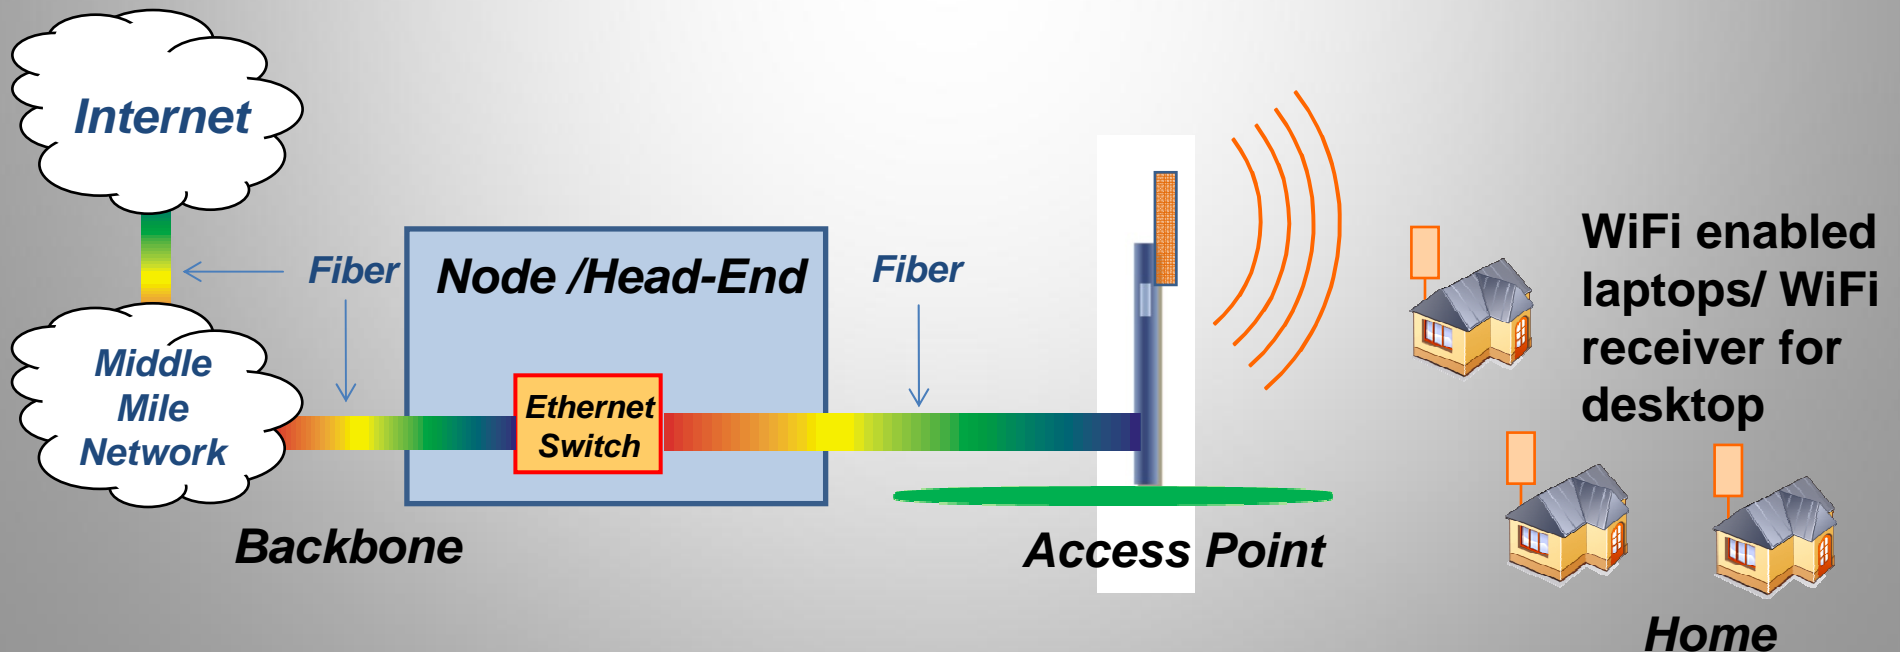 Internet
Fiber
Middle
Mile
Network
Backbone
Node /Head-End
Ethernet
Switch
Fiber
Access Point
WiFi enabled
laptops/ WiFi
receiver for
desktop
Home